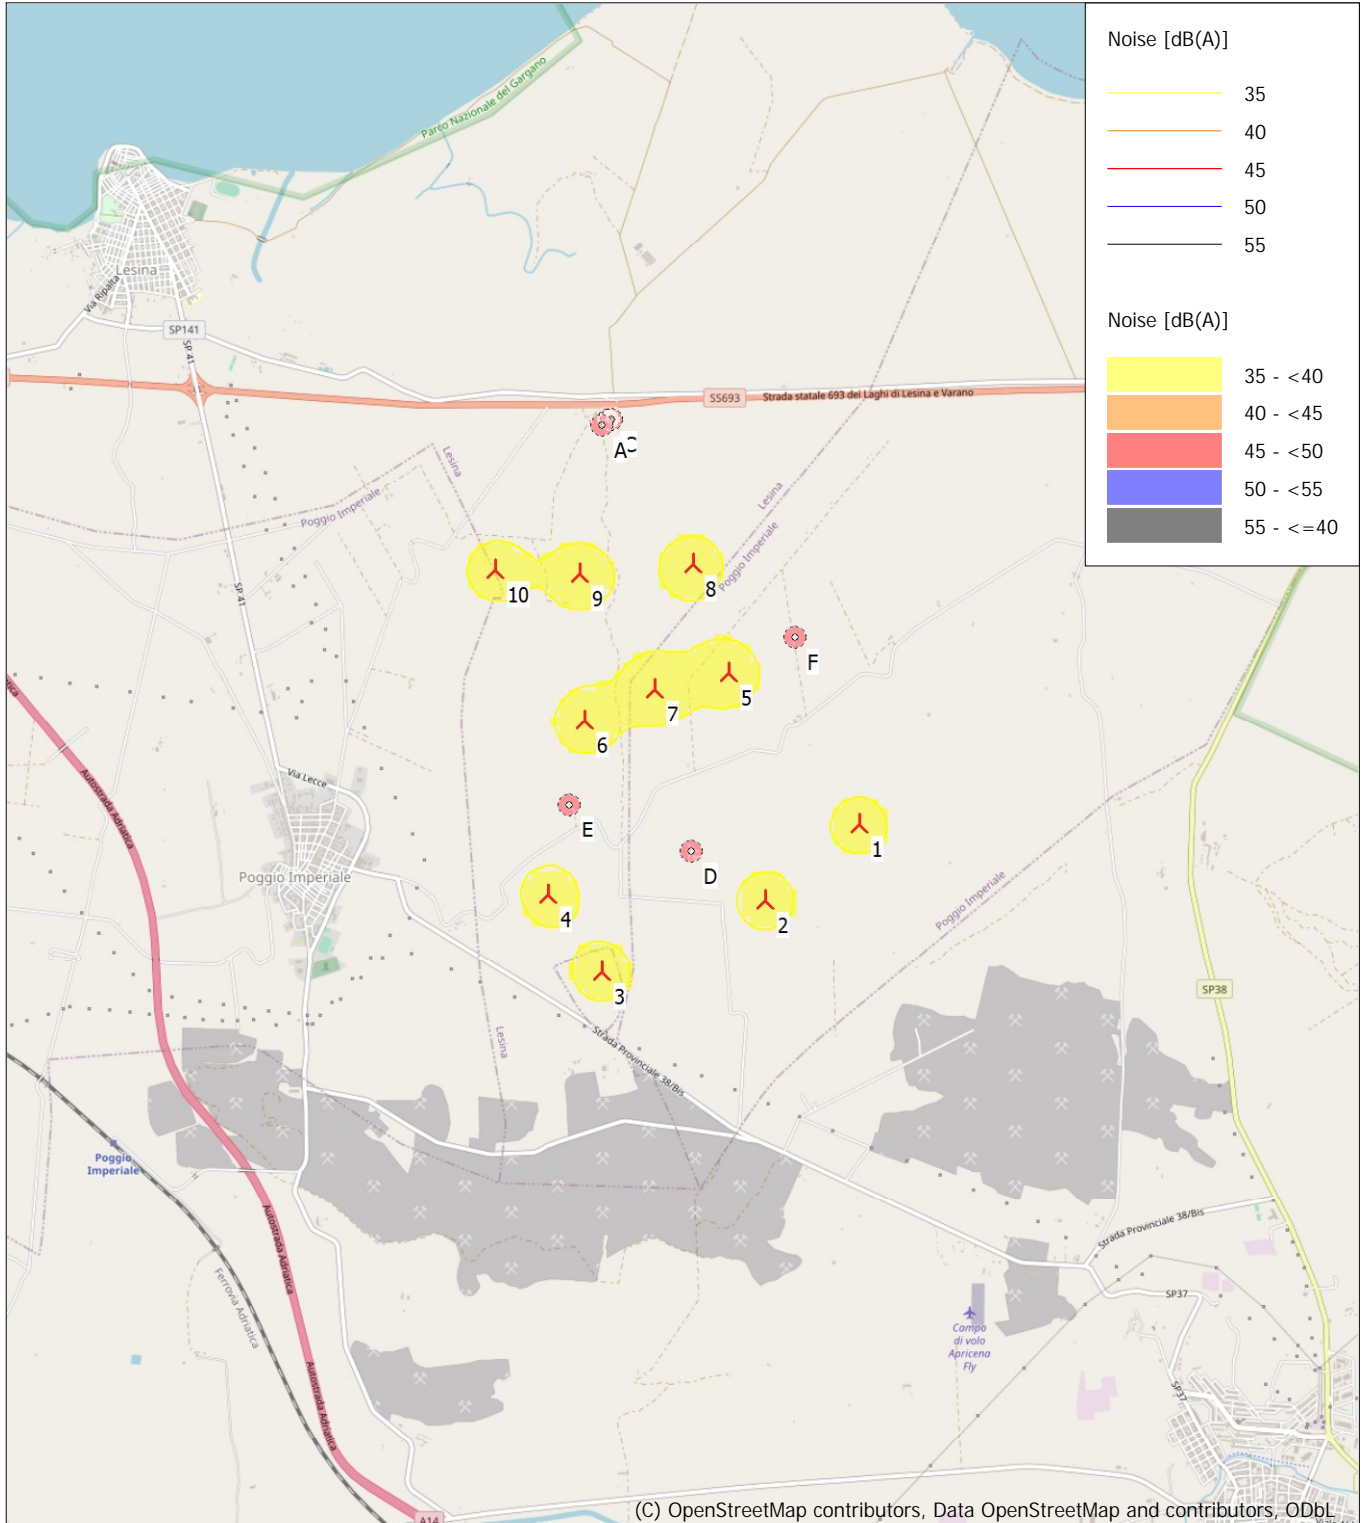 Noise [dB(A)]
35
40
45
50
55
Noise [dB(A)]
35 - <40
40 - <45
45 - <50
50 - <55
55 - <=40
Parco Nazionale del Gargano
Lesina
Via Ripalta
SP141
SP 41
SS693
Strada statale 693 dei Laghi di Lesina e Varano
A
Lesina
Poggio Imperiale
Lesina
Poggio Imperiale
SP 41
10
9
8
F
5
7
6
Via Lecce
Autostrada Adriatica
E
D
1
2
Poggio Imperiale
4
3
Poggio Imperiale
SP38
Lesina
Strada Provinciale 38/Bis
Poggio
Imperiale
Autostrada Adriatica
Ferrovia Adriatica
Strada Provinciale 38/Bis
SP37
Campo
di volo
Apricena
Fly
SP37
Autostrada Adriatica
A14
(C) OpenStreetMap contributors, Data OpenStreetMap and contributors, ODbL